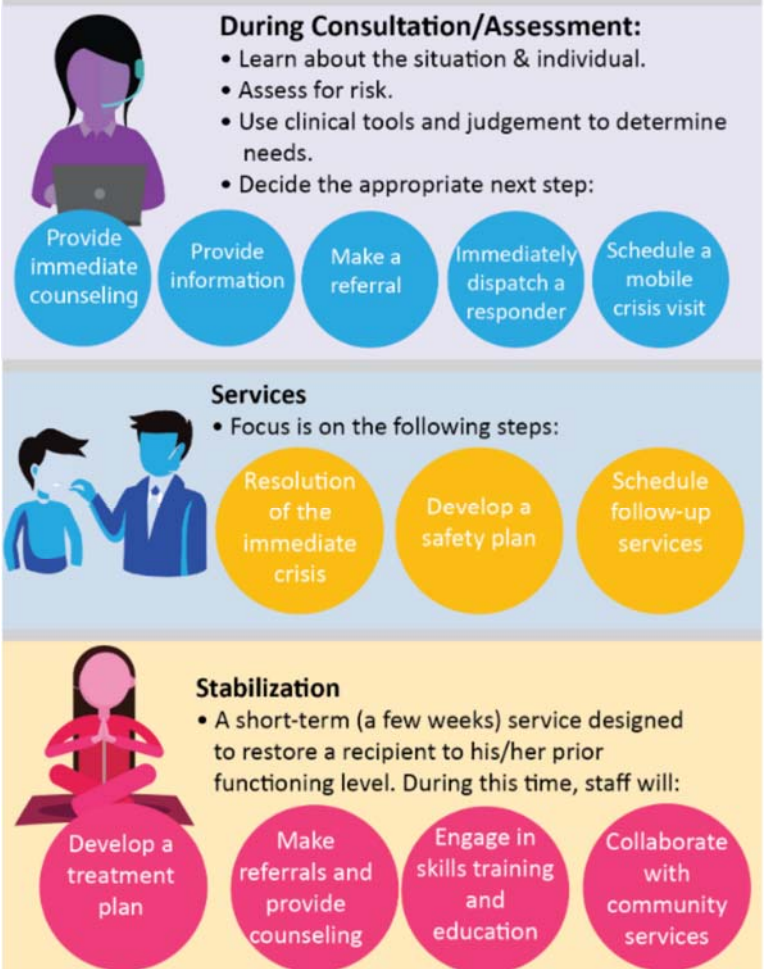 During Consultation/Assessment:
• Learn about the situation & individual.
• Assess for risk.
• Use clinical tools and judgement to determine
needs.
• Decide the appropriate next step:
Provide
immediate
counseling
Provide
information
Make a
referral
Immediately
dispatch a
responder
Schedule a
mobile
crisis visit
Services
• Focus is on the following steps:
Resolution
of the
immediate
crisis
Develop a
safety plan
Schedule
follow-up
services
Stabilization
• A short-term (a few weeks) service designed
to restore a recipient to his/her prior
functioning level. During this time, staff will:
Develop a
treatment
plan
Make
referrals and
provide
counseling
Engage in
skills training
and
education
Collaborate
with
community
services